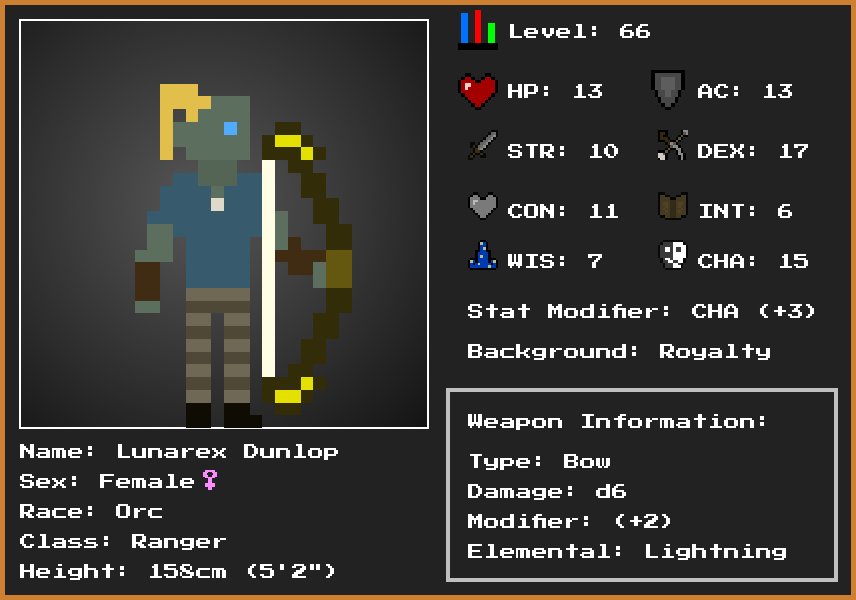 Level: 66
HP: 13 AC: 13
STR: 10 DEX: 17
CON: 11 INT: 6
WIS: 7 CHA: 15
Stat Modifier: CHA (+3)
Background: Royalty
Weapon Information:
Type: Bow
Damage: d6
Modifier: (+2)
Elemental: Lightning
Name: Lunarex Dunlop
Sex: Female♀
Race: Orc
Class: Ranger
Height: 158cm (5'2")